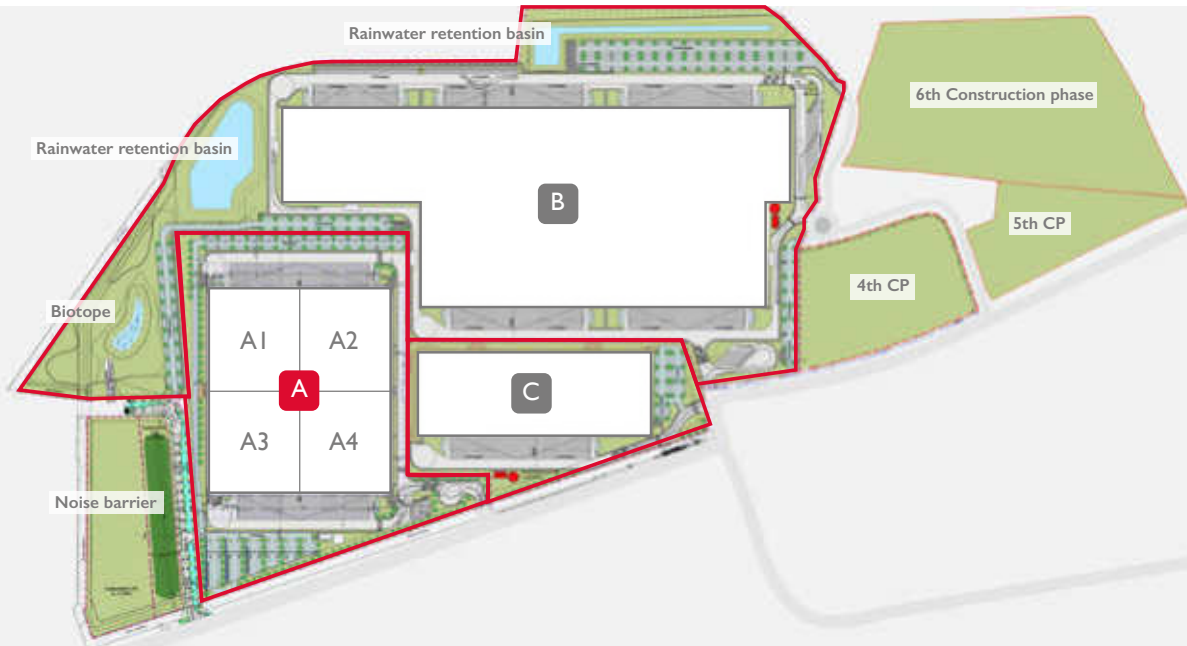 Rainwater retention basin
6th Construction phase
Rainwater retention basin
B
5th CP
4th CP
Biotope
A1
A2
A
C
A3
A4
Noise barrier